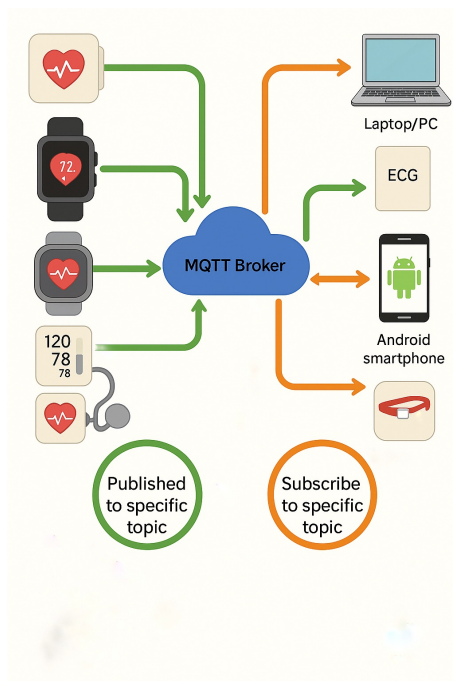 72.
120
78
78
MQTT Broker
Laptop/PC
ECG
Android
smartphone
Published
to specific
topic
Subscribe
to specific
topic